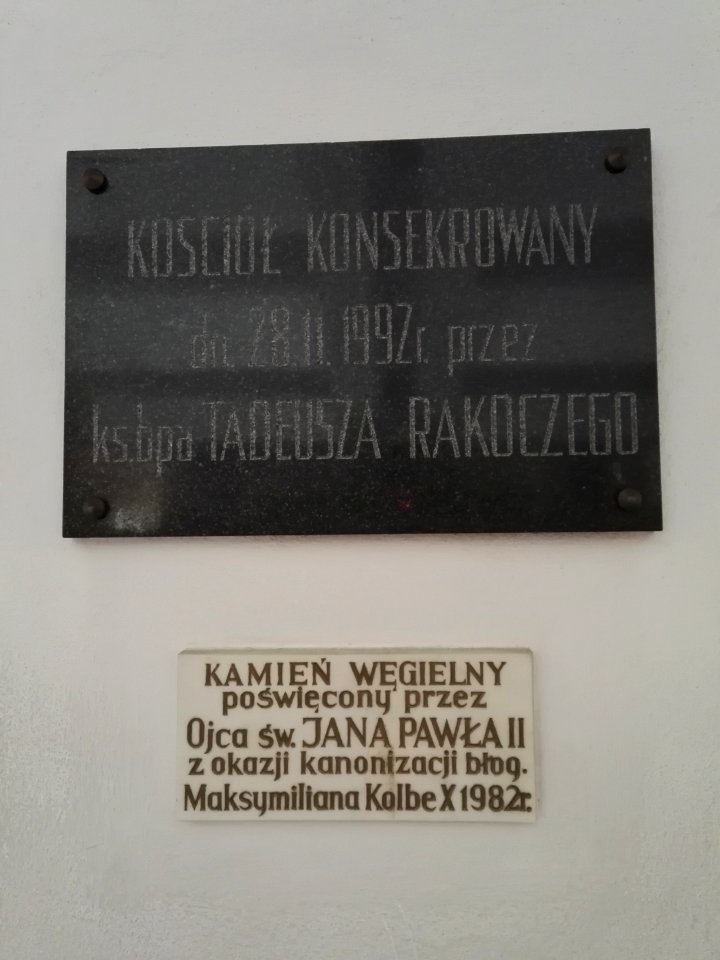 KOŚCIÓŁ KONSEKROWANY
dn. 28.11. 1992r. przez
ks.bpa TADEUSZA RAKOCZEGO
KAMIEŃ WĘGIELNY
poświęcony przez
Ojca św. JANA PAWŁA II
z okazji kanonizacji błog.
Maksymiliana Kolbe X 1982r.